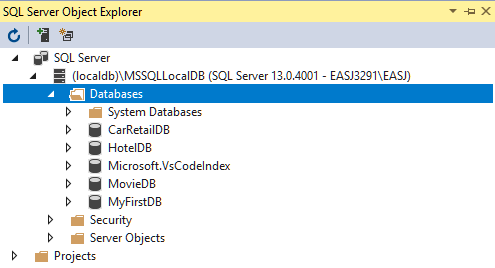 SQL Server Object Explorer
SQL Server
(localdb)\MSSQLLocalDB (SQL Server 13.0.4001 - EASJ3291\EASJ)
Databases
System Databases
CarRetailDB
HotelDB
Microsoft.VsCodeIndex
MovieDB
MyFirstDB
Security
Server Objects
Projects